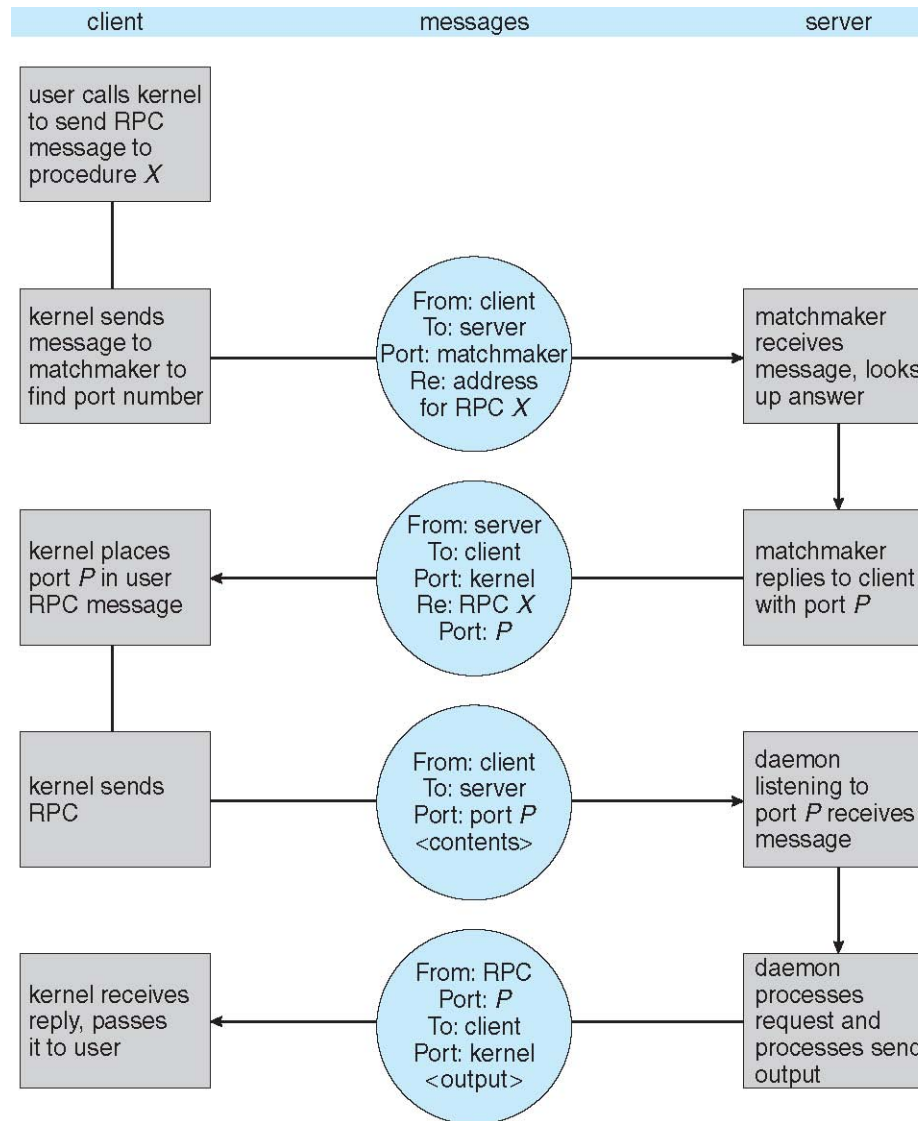 client
messages
server
user calls kernel
to send RPC
message to
procedure X
kernel sends
message to
matchmaker to
find port number
From: client
To: server
Port: matchmaker
Re: address
for RPC X
matchmaker
receives
message, looks
up answer
kernel places
port P in user
RPC message
From: server
To: client
Port: kernel
Re: RPC X
Port: P
matchmaker
replies to client
with port P
kernel sends
RPC
From: client
To: server
Port: port P
<contents>
daemon
listening to
port P receives
message
kernel receives
reply, passes
it to user
From: RPC
Port: P
To: client
Port: kernel
<output>
daemon
processes
request and
processes send
output